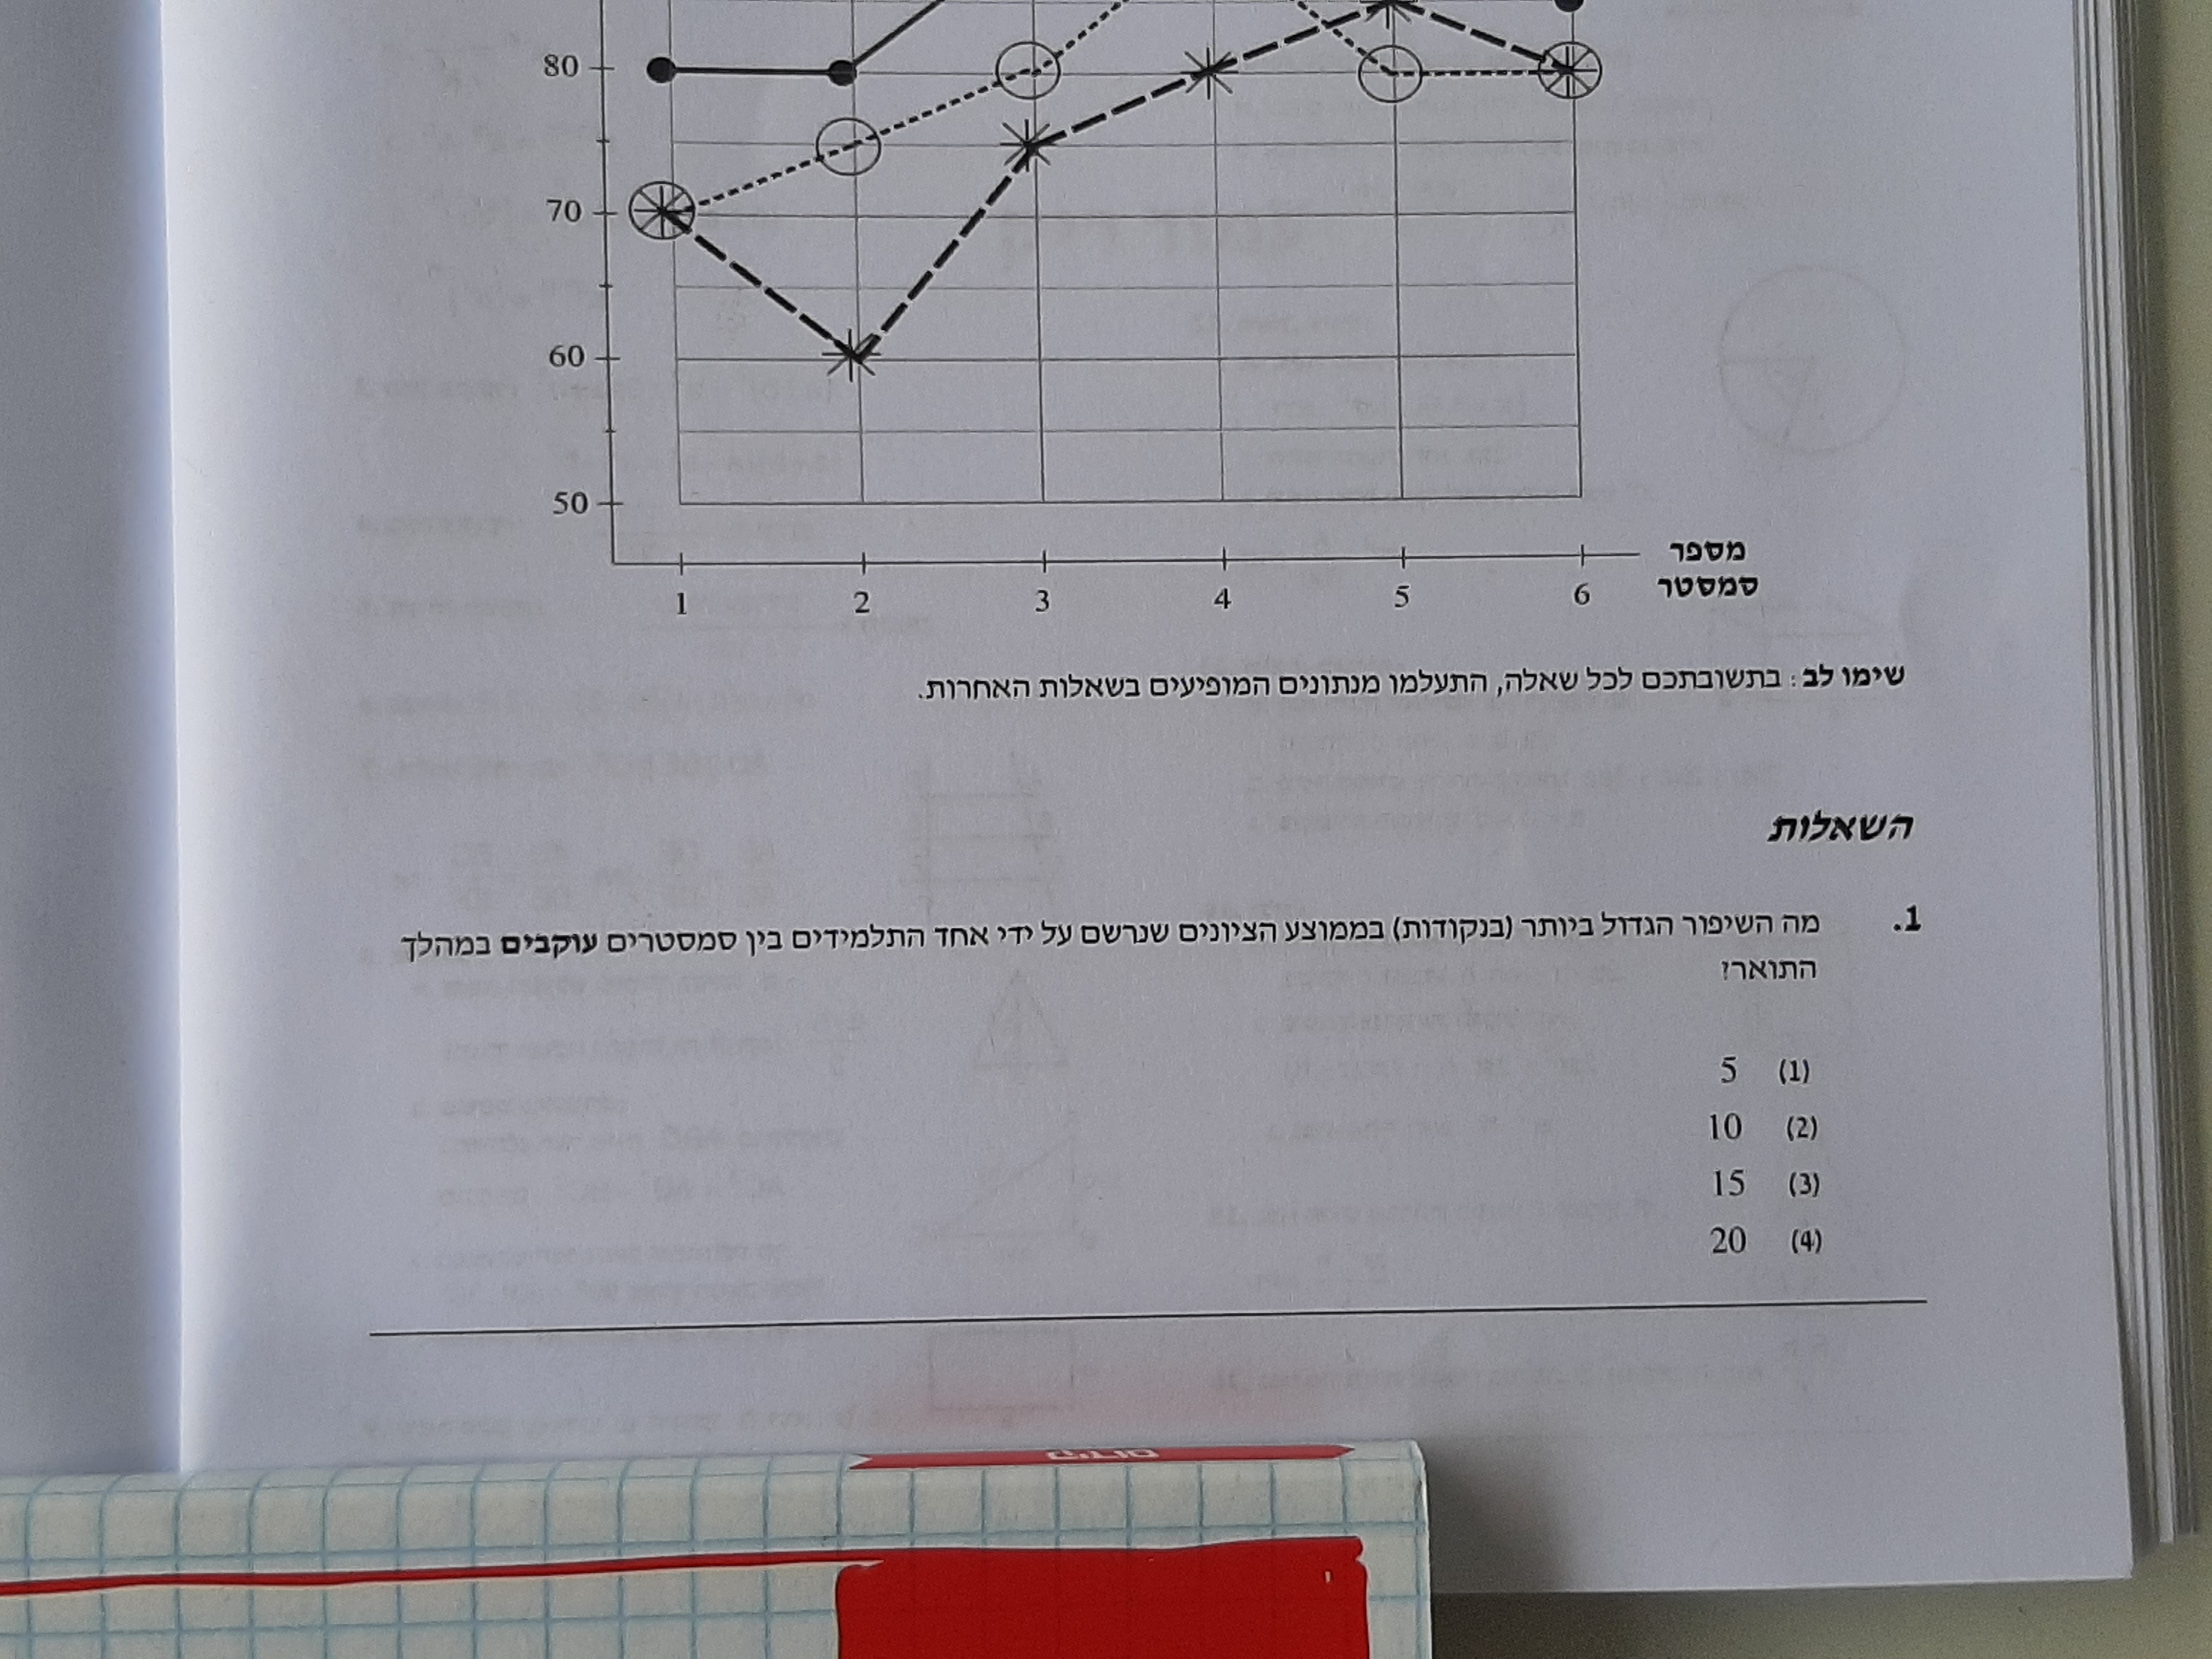 80
70
60
50
1 2 3 4 5 6
מספר
סמסטר
שימו לב: בתשובתכם לכל שאלה, התעלמו מנתונים המופיעים בשאלות האחרות.
השאלות
1. מה השיפור הגדול ביותר (בנקודות) בממוצע הציונים שנרשם על ידי אחד התלמידים בין סמסטרים עוקבים במהלך
התואר?
(1) 5
(2) 10
(3) 15
(4) 20